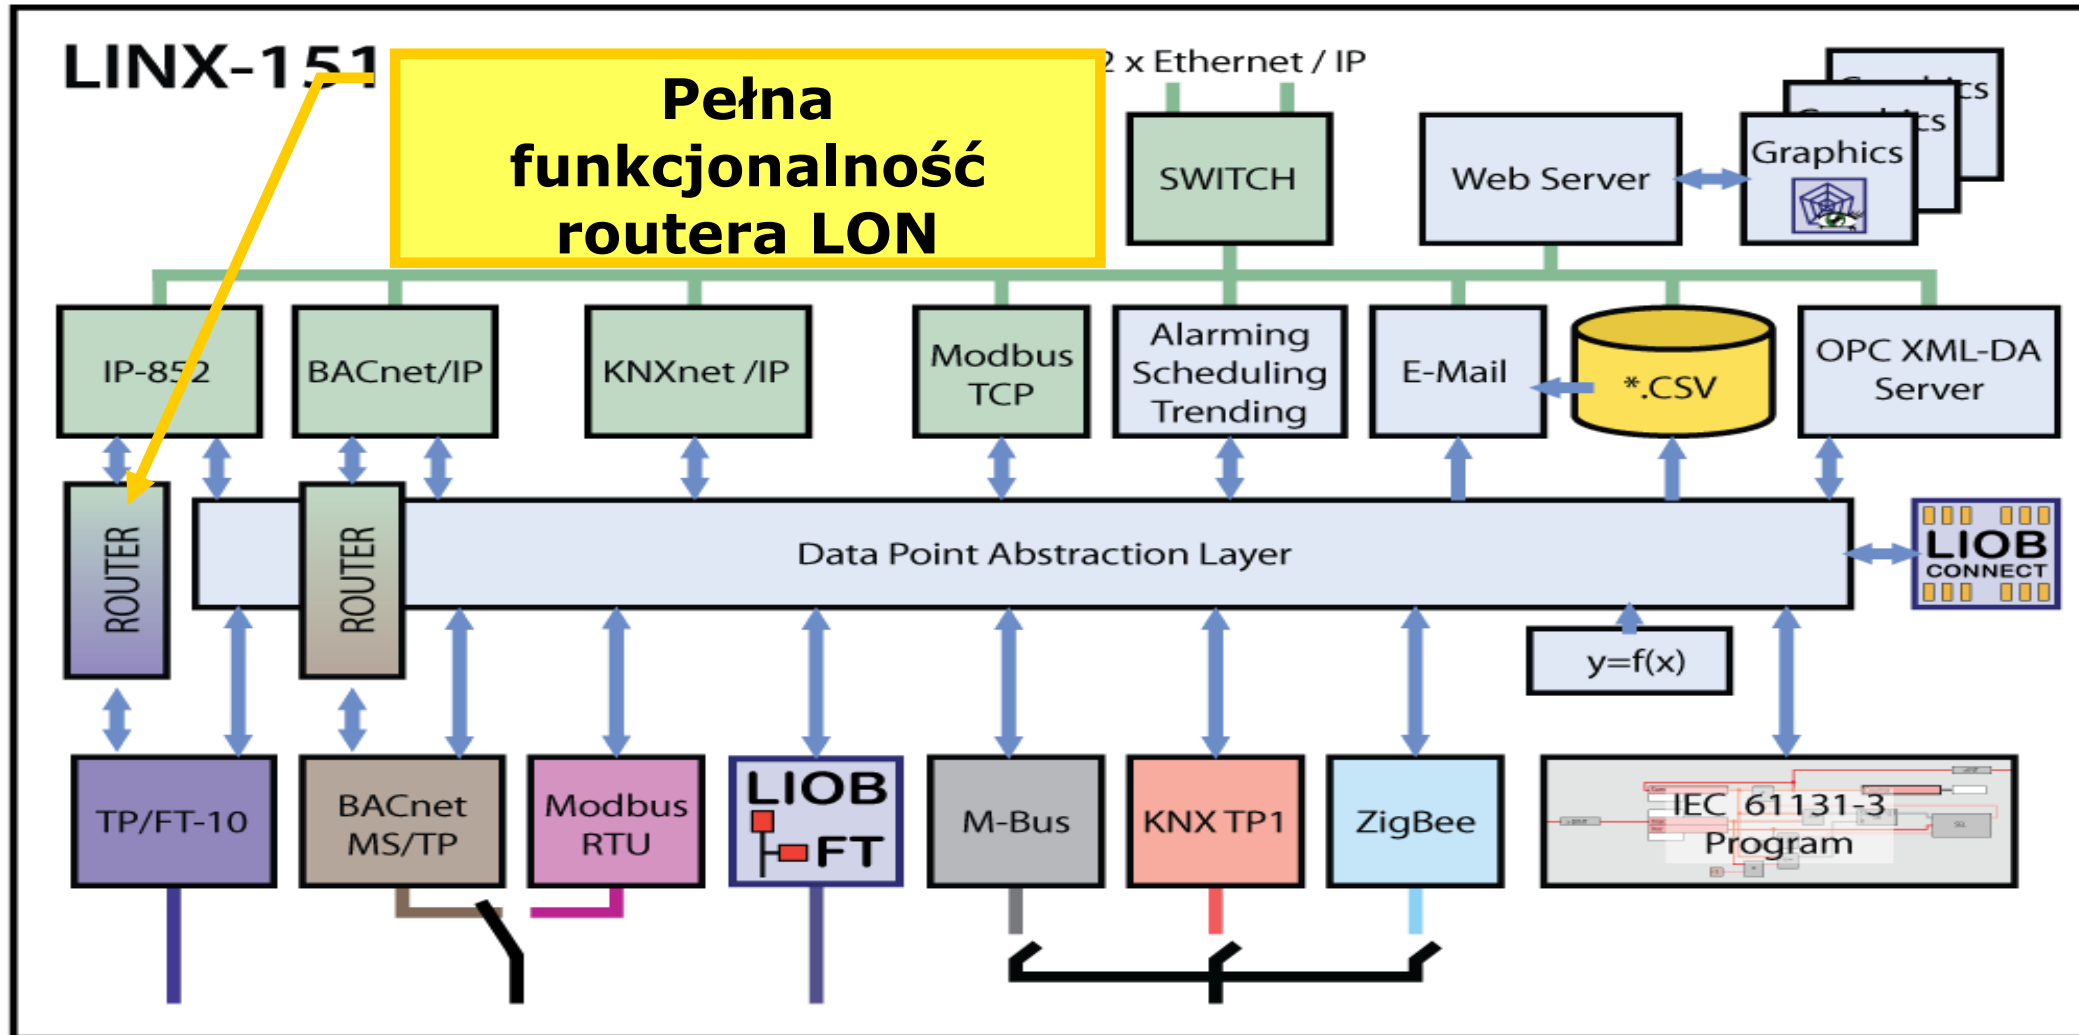 LINX-151
Pełna
funkcjonalność
routera LON
2 x Ethernet / IP
SWITCH
Web Server
Graphics
IP-852
BACnet/IP
KNXnet /IP
Modbus
TCP
Alarming
Scheduling
Trending
E-Mail
*.CSV
OPC XML-DA
Server
ROUTER
ROUTER
Data Point Abstraction Layer
LIOB
CONNECT
y=f(x)
TP/FT-10
BACnet
MS/TP
Modbus
RTU
LIOB
FT
M-Bus
KNX TP1
ZigBee
IEC 61131-3
Program